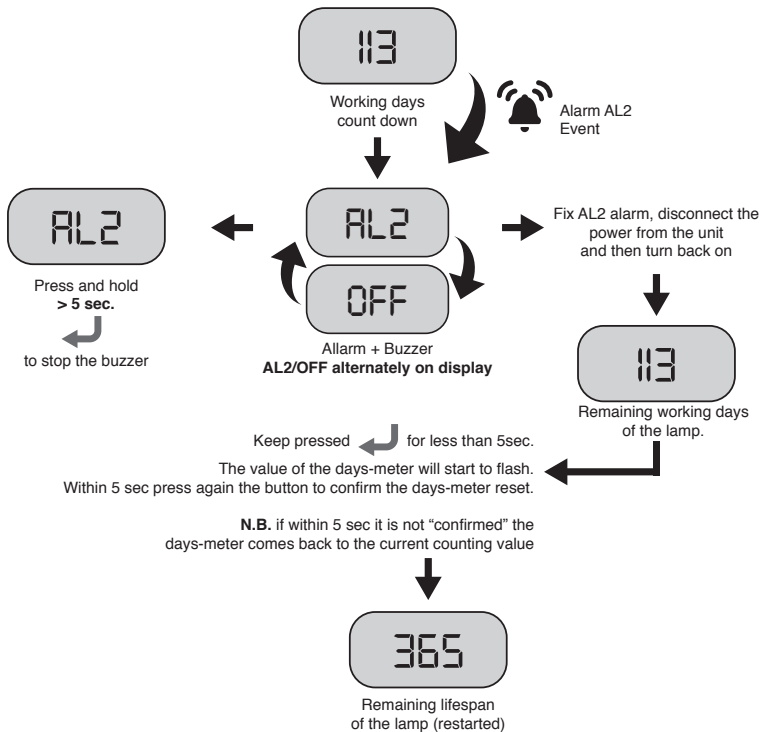 113
Working days
count down
Alarm AL2
Event
AL2
Press and hold
> 5 sec.
to stop the buzzer
AL2
OFF
Allarm + Buzzer
AL2/OFF alternately on display
Fix AL2 alarm, disconnect the
power from the unit
and then turn back on
113
Remaining working days
of the lamp.
Keep pressed for less than 5sec.
The value of the days-meter will start to flash.
Within 5 sec press again the button to confirm the days-meter reset.
N.B. if within 5 sec it is not “confirmed” the
days-meter comes back to the current counting value
365
Remaining lifespan
of the lamp (restarted)